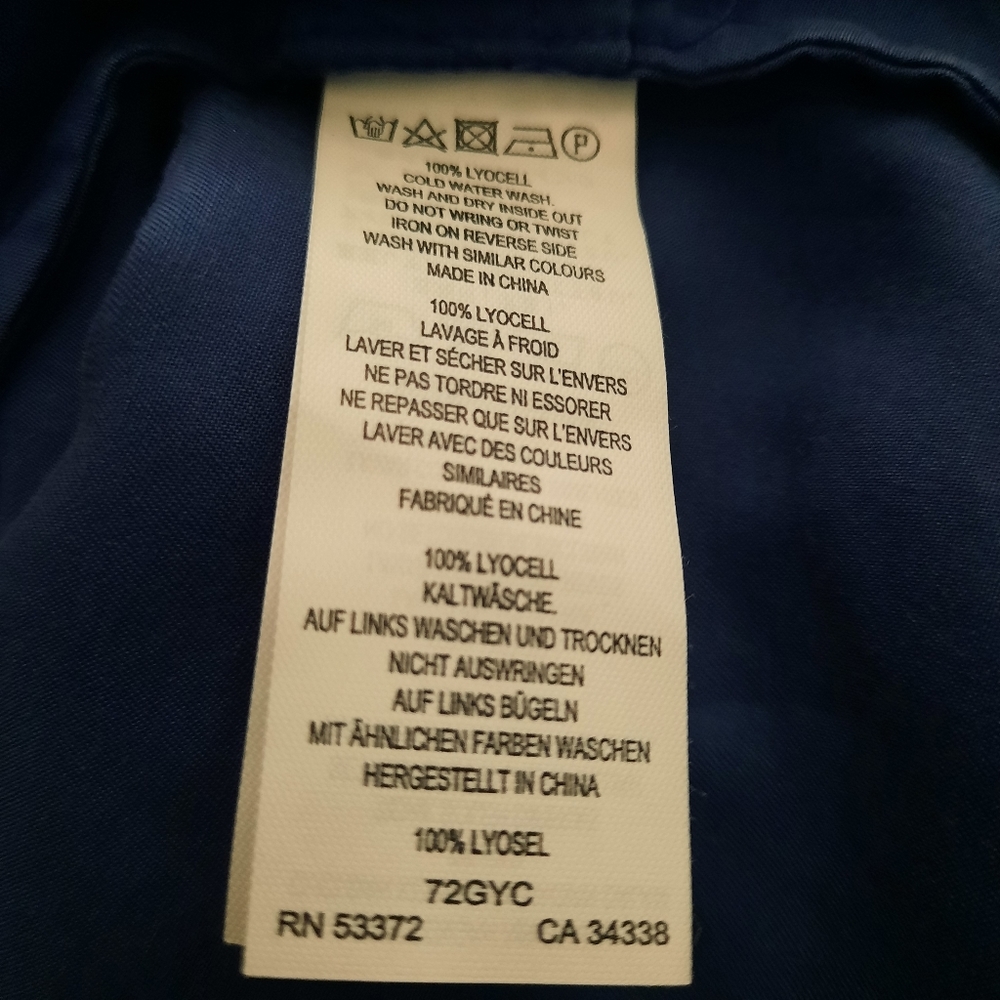 P
100% LYOCELL
COLD WATER WASH.
WASH AND DRY INSIDE OUT
DO NOT WRING OR TWIST
IRON ON REVERSE SIDE
WASH WITH SIMILAR COLOURS
MADE IN CHINA
100% LYOCELL
LAVAGE À FROID
LAVER ET SÉCHER SUR L'ENVERS
NE PAS TORDRE NI ESSORER
NE REPASSER QUE SUR L'ENVERS
LAVER AVEC DES COULEURS
SIMILAIRES
FABRIQUÉ EN CHINE
100% LYOCELL
KALTWÄSCHE.
AUF LINKS WASCHEN UND TROCKNEN
NICHT AUSWRINGEN
AUF LINKS BÜGELN
MIT ÄHNLICHEN FARBEN WASCHEN
HERGESTELLT IN CHINA
100% LYOSEL
72GYC
RN 53372 CA 34338